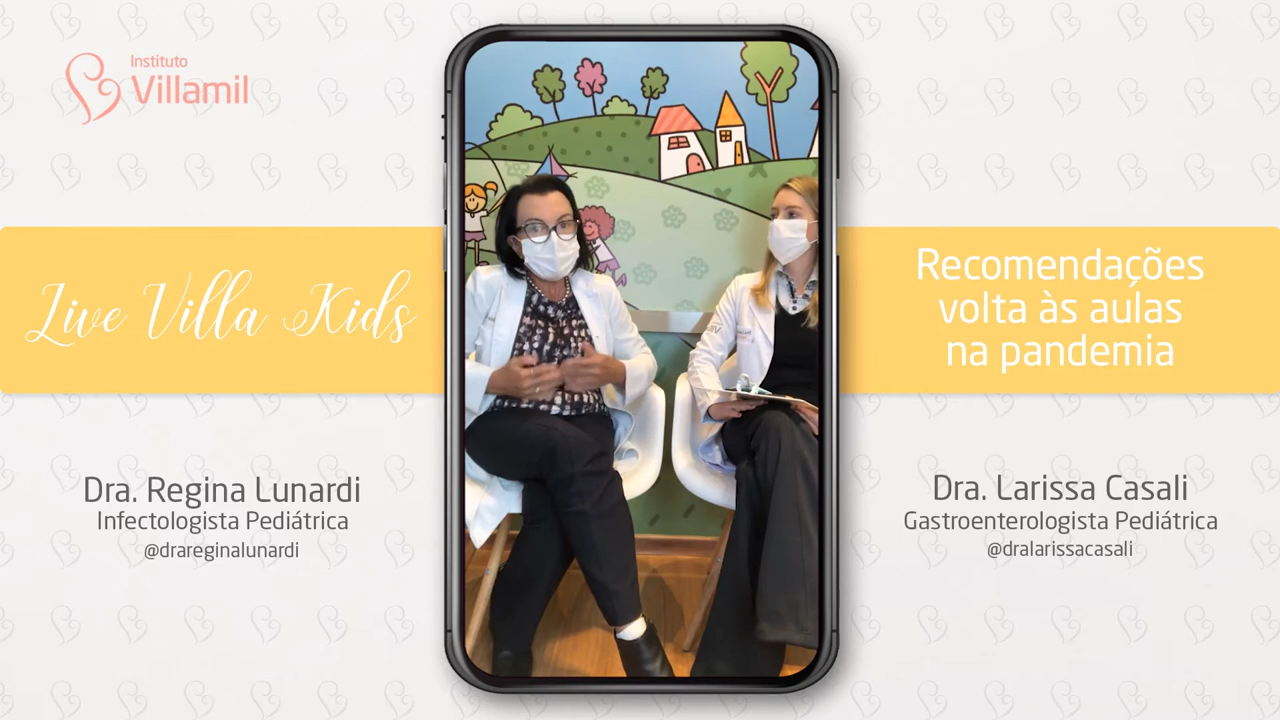 Instituto
Villamil
Live Villa Kids
Recomendações
volta às aulas
na pandemia
Dra. Regina Lunardi
Infectologista Pediátrica
@drareginalunardi
Dra. Larissa Casali
Gastroenterologista Pediátrica
@dralarissacasali